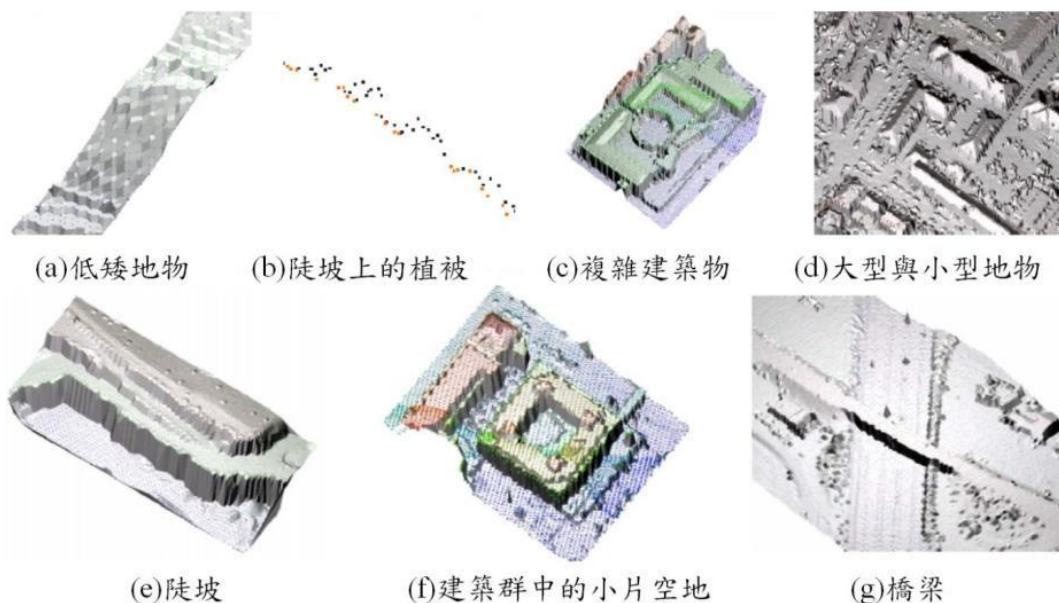 (a)低矮地物
(b)陡坡上的植被
(c)複雜建築物
(d)大型與小型地物
(e)陡坡
(f)建築群中的小片空地
(g)橋梁